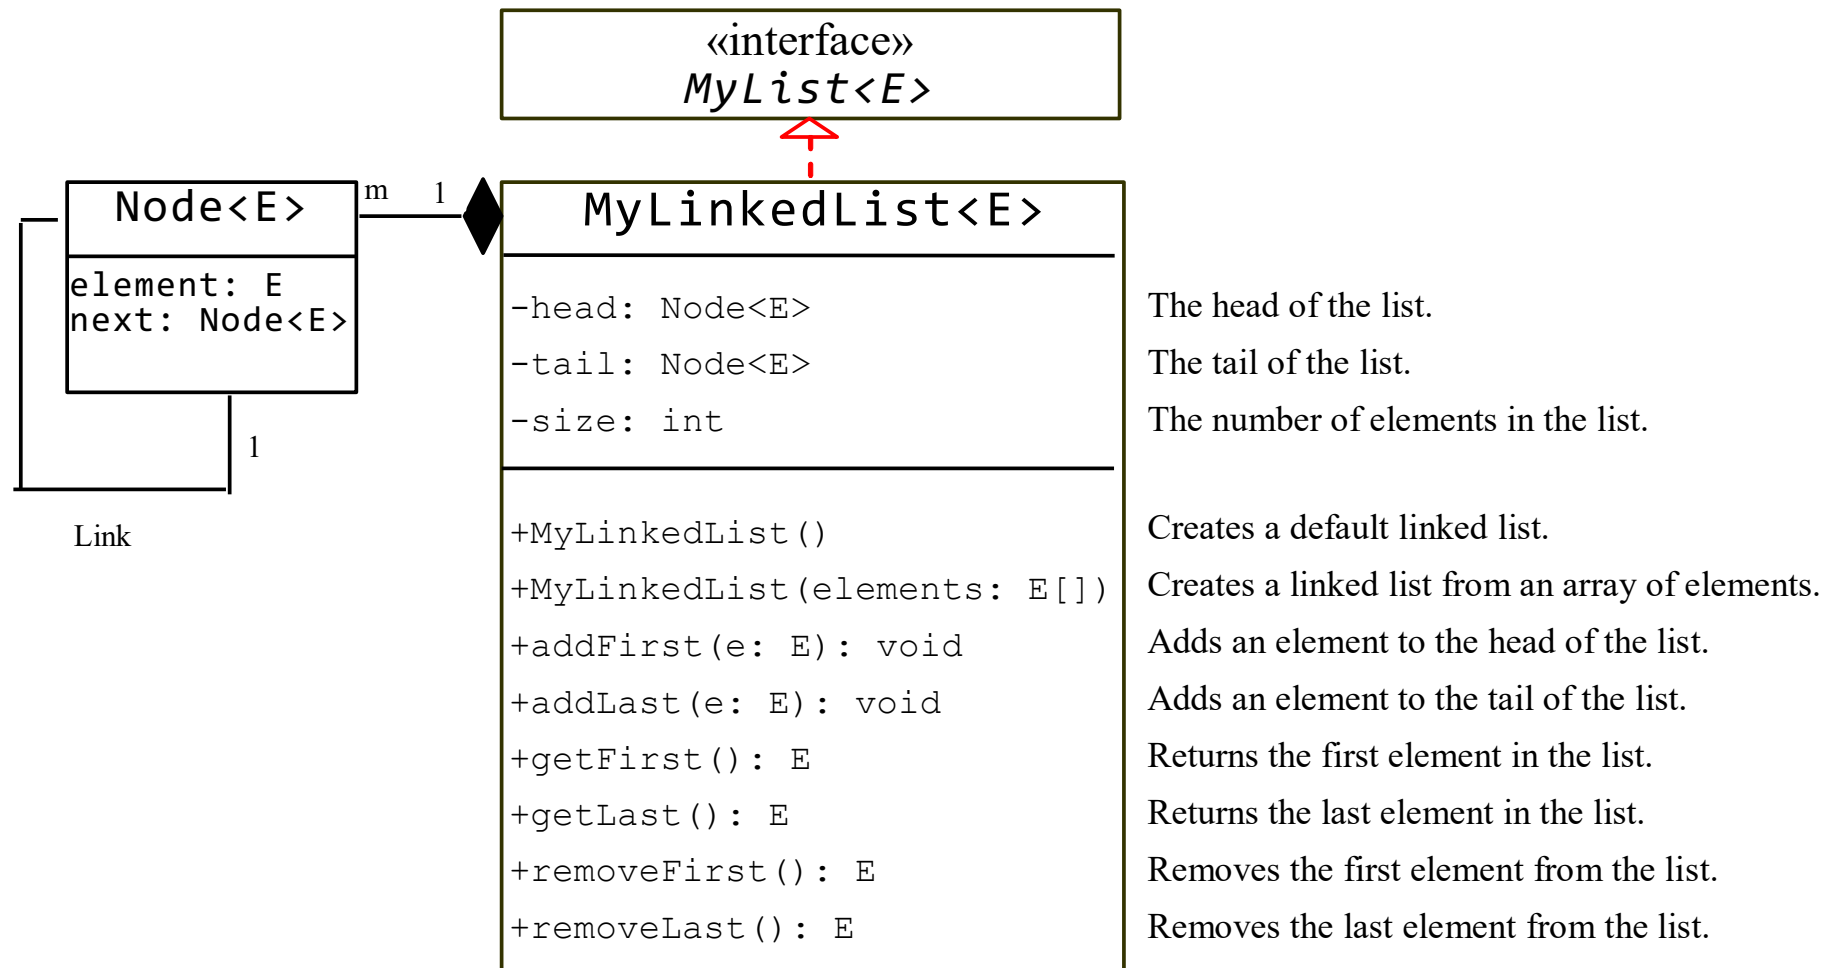 «interface»
MyList<E>
Node<E>
m
1
MyLinkedList<E>
element: E
next: Node<E>
1
Link
-head: Node<E>
The head of the list.
-tail: Node<E>
The tail of the list.
-size: int
The number of elements in the list.
+MyLinkedList()
Creates a default linked list.
+MyLinkedList(elements: E[])
Creates a linked list from an array of elements.
+addFirst(e: E): void
Adds an element to the head of the list.
+addLast(e: E): void
Adds an element to the tail of the list.
+getFirst(): E
Returns the first element in the list.
+getLast(): E
Returns the last element in the list.
+removeFirst(): E
Removes the first element from the list.
+removeLast(): E
Removes the last element from the list.